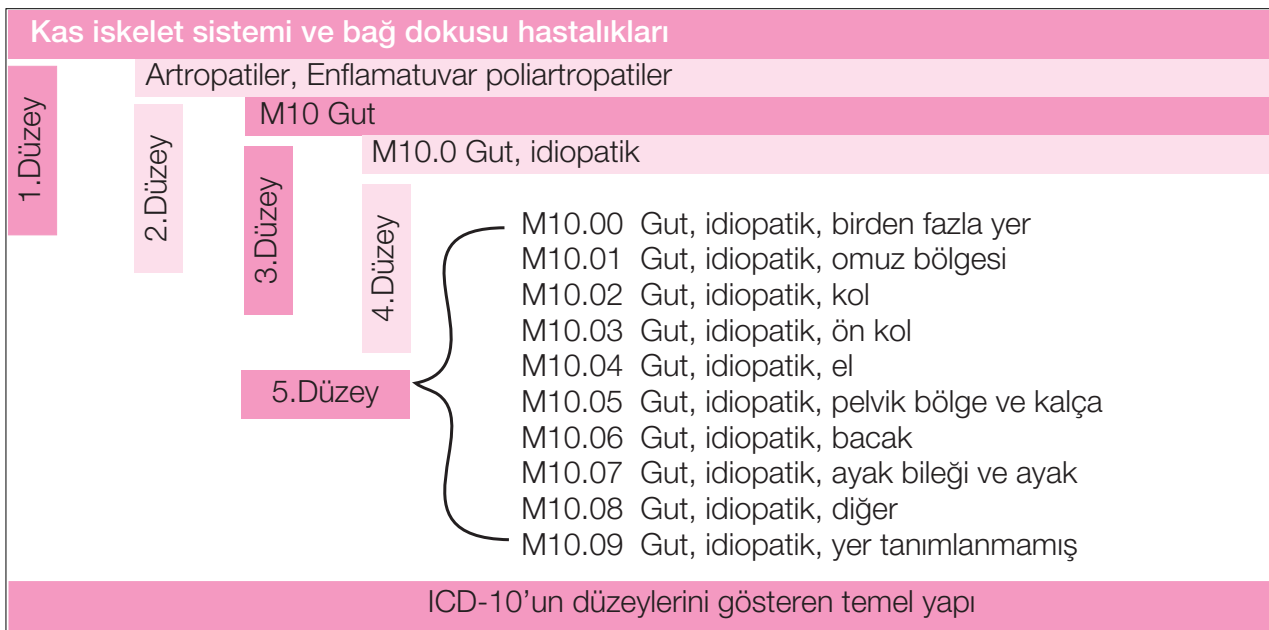 Kas iskelet sistemi ve bağ dokusu hastalıkları
1.Düzey
Artropatiler, Enflamatuvar poliartropatiler
2.Düzey
M10 Gut
3.Düzey
M10.0 Gut, idiopatik
4.Düzey
5.Düzey
M10.00 Gut, idiopatik, birden fazla yer
M10.01 Gut, idiopatik, omuz bölgesi
M10.02 Gut, idiopatik, kol
M10.03 Gut, idiopatik, ön kol
M10.04 Gut, idiopatik, el
M10.05 Gut, idiopatik, pelvik bölge ve kalça
M10.06 Gut, idiopatik, bacak
M10.07 Gut, idiopatik, ayak bileği ve ayak
M10.08 Gut, idiopatik, diğer
M10.09 Gut, idiopatik, yer tanımlanmamış
ICD-10’un düzeylerini gösteren temel yapı